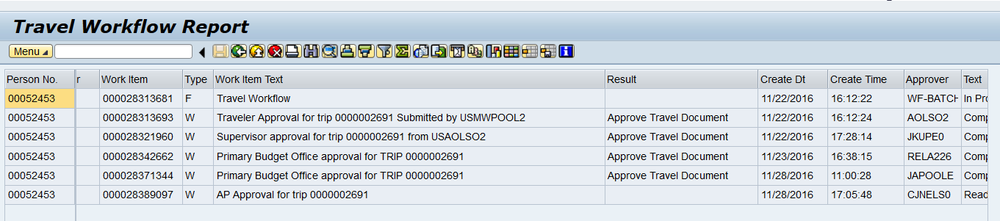 Travel Workflow Report
Menu
Person No. r Work Item Type Work Item Text Result Create Dt Create Time Approver Text
00052453 000028313681 F Travel Workflow 11/22/2016 16:12:22 WF-BATCH In Pro
00052453 000028313693 W Traveler Approval for trip 0000002691 Submitted by USMWPOOL2 Approve Travel Document 11/22/2016 16:12:24 AOLSO2 Comp
00052453 000028321960 W Supervisor approval for trip 0000002691 from USAOLSO2 Approve Travel Document 11/22/2016 17:28:14 JKUPE0 Comp
00052453 000028342662 W Primary Budget Office approval for TRIP 0000002691 Approve Travel Document 11/23/2016 16:38:15 RELA226 Comp
00052453 000028371344 W Primary Budget Office approval for TRIP 0000002691 Approve Travel Document 11/28/2016 11:00:28 JAPOOLE Comp
00052453 000028389097 W AP Approval for trip 0000002691 11/28/2016 17:05:48 CJNELS0 Read